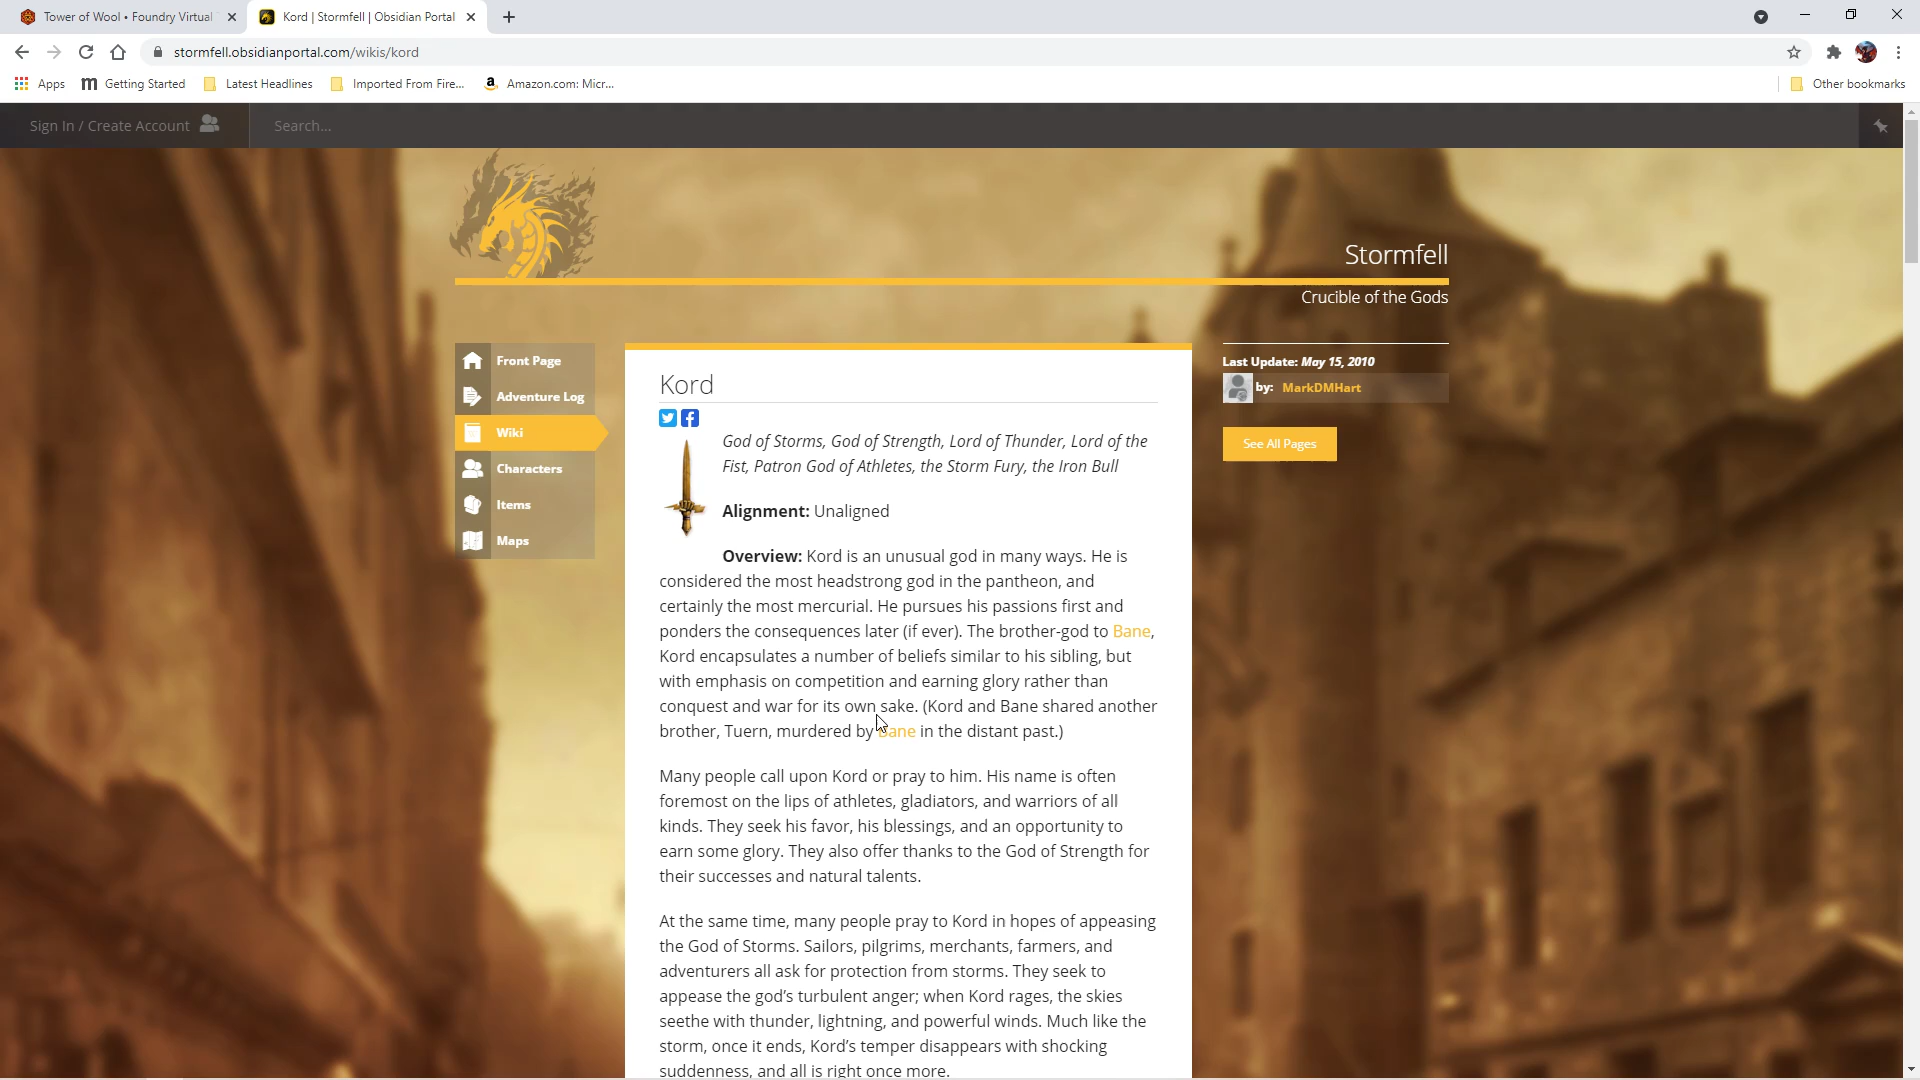 Tower of Wool • Foundry Virtual
Kord | Stormfell | Obsidian Portal
stormfell.obsidianportal.com/wikis/kord
Apps
Getting Started
Latest Headlines
Imported From Fire...
Amazon.com: Micr...
Other bookmarks
Sign In / Create Account
Search...
Stormfell
Crucible of the Gods
Front Page
Adventure Log
Wiki
Characters
Items
Maps
Kord
God of Storms, God of Strength, Lord of Thunder, Lord of the
Fist, Patron God of Athletes, the Storm Fury, the Iron Bull
Alignment: Unaligned
Overview: Kord is an unusual god in many ways. He is
considered the most headstrong god in the pantheon, and
certainly the most mercurial. He pursues his passions first and
ponders the consequences later (if ever). The brother-god to Bane,
Kord encapsulates a number of beliefs similar to his sibling, but
with emphasis on competition and earning glory rather than
conquest and war for its own sake. (Kord and Bane shared another
brother, Tuern, murdered by Bane in the distant past.)
Many people call upon Kord or pray to him. His name is often
foremost on the lips of athletes, gladiators, and warriors of all
kinds. They seek his favor, his blessings, and an opportunity to
earn some glory. They also offer thanks to the God of Strength for
their successes and natural talents.
At the same time, many people pray to Kord in hopes of appeasing
the God of Storms. Sailors, pilgrims, merchants, farmers, and
adventurers all ask for protection from storms. They seek to
appease the god's turbulent anger; when Kord rages, the skies
seethe with thunder, lightning, and powerful winds. Much like the
storm, once it ends, Kord's temper disappears with shocking
suddenness, and all is right once more.
Last Update: May 15, 2010
by: MarkDMHart
See All Pages